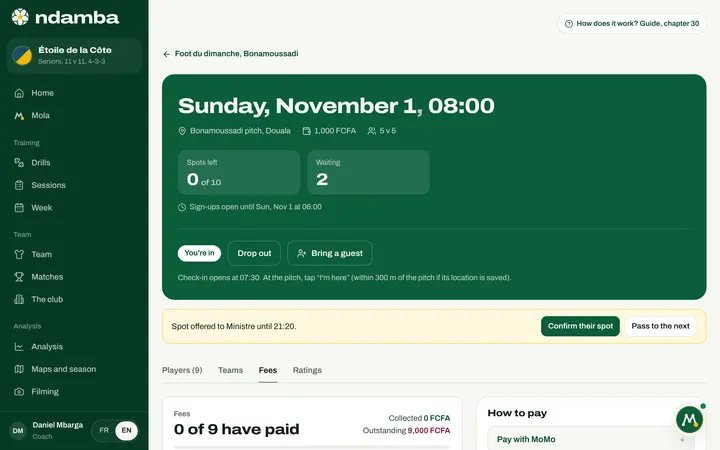 ndamba
Étoile de la Côte
Seniors, 11 v 11, 4-3-3
Home
Mola
Training
Drills
Sessions
Week
Team
Team
Matches
The club
Analysis
Analysis
Maps and season
Filming
DM
Daniel Mbarga
Coach
FR
EN
How does it work? Guide, chapter 30
Foot du dimanche, Bonamoussadi
Sunday, November 1, 08:00
Bonamoussadi pitch, Douala
1,000 FCFA
5 v 5
Spots left
0 of 10
Waiting
2
Sign-ups open until Sun, Nov 1 at 06:00
You're in
Drop out
Bring a guest
Check-in opens at 07:30. At the pitch, tap "I'm here" (within 300 m of the pitch if its location is saved).
Spot offered to Ministre until 21:20.
Confirm their spot
Pass to the next
Players (9)
Teams
Fees
Ratings
Fees
0 of 9 have paid
Collected 0 FCFA
Outstanding 9,000 FCFA
How to pay
Pay with MoMo
+